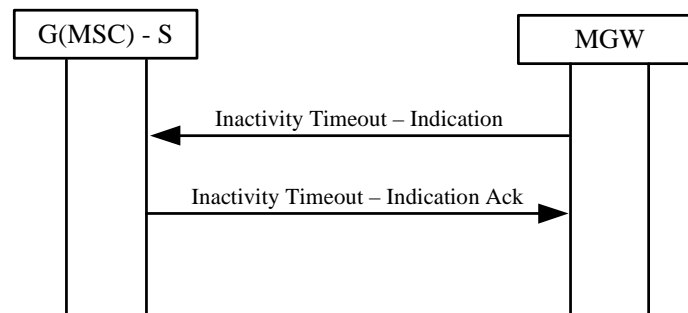 G(MSC) - S
MGW
Inactivity Timeout – Indication
Inactivity Timeout – Indication Ack